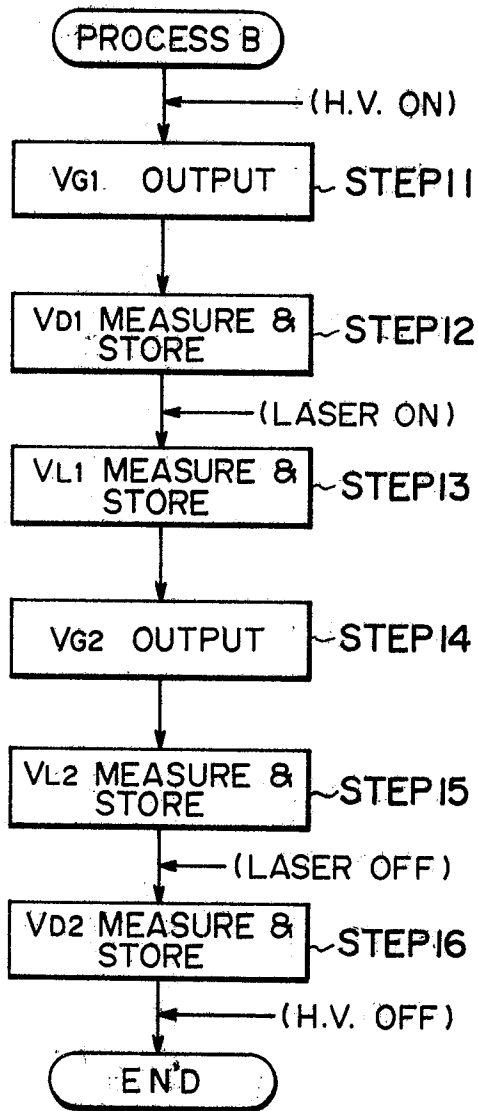 PROCESS B
(H.V. ON)
VG1 OUTPUT
STEP11
VD1 MEASURE &
STORE
STEP12
(LASER ON)
VL1 MEASURE &
STORE
STEP13
VG2 OUTPUT
STEP14
VL2 MEASURE &
STORE
STEP15
(LASER OFF)
VD2 MEASURE &
STORE
STEP16
(H.V. OFF)
END